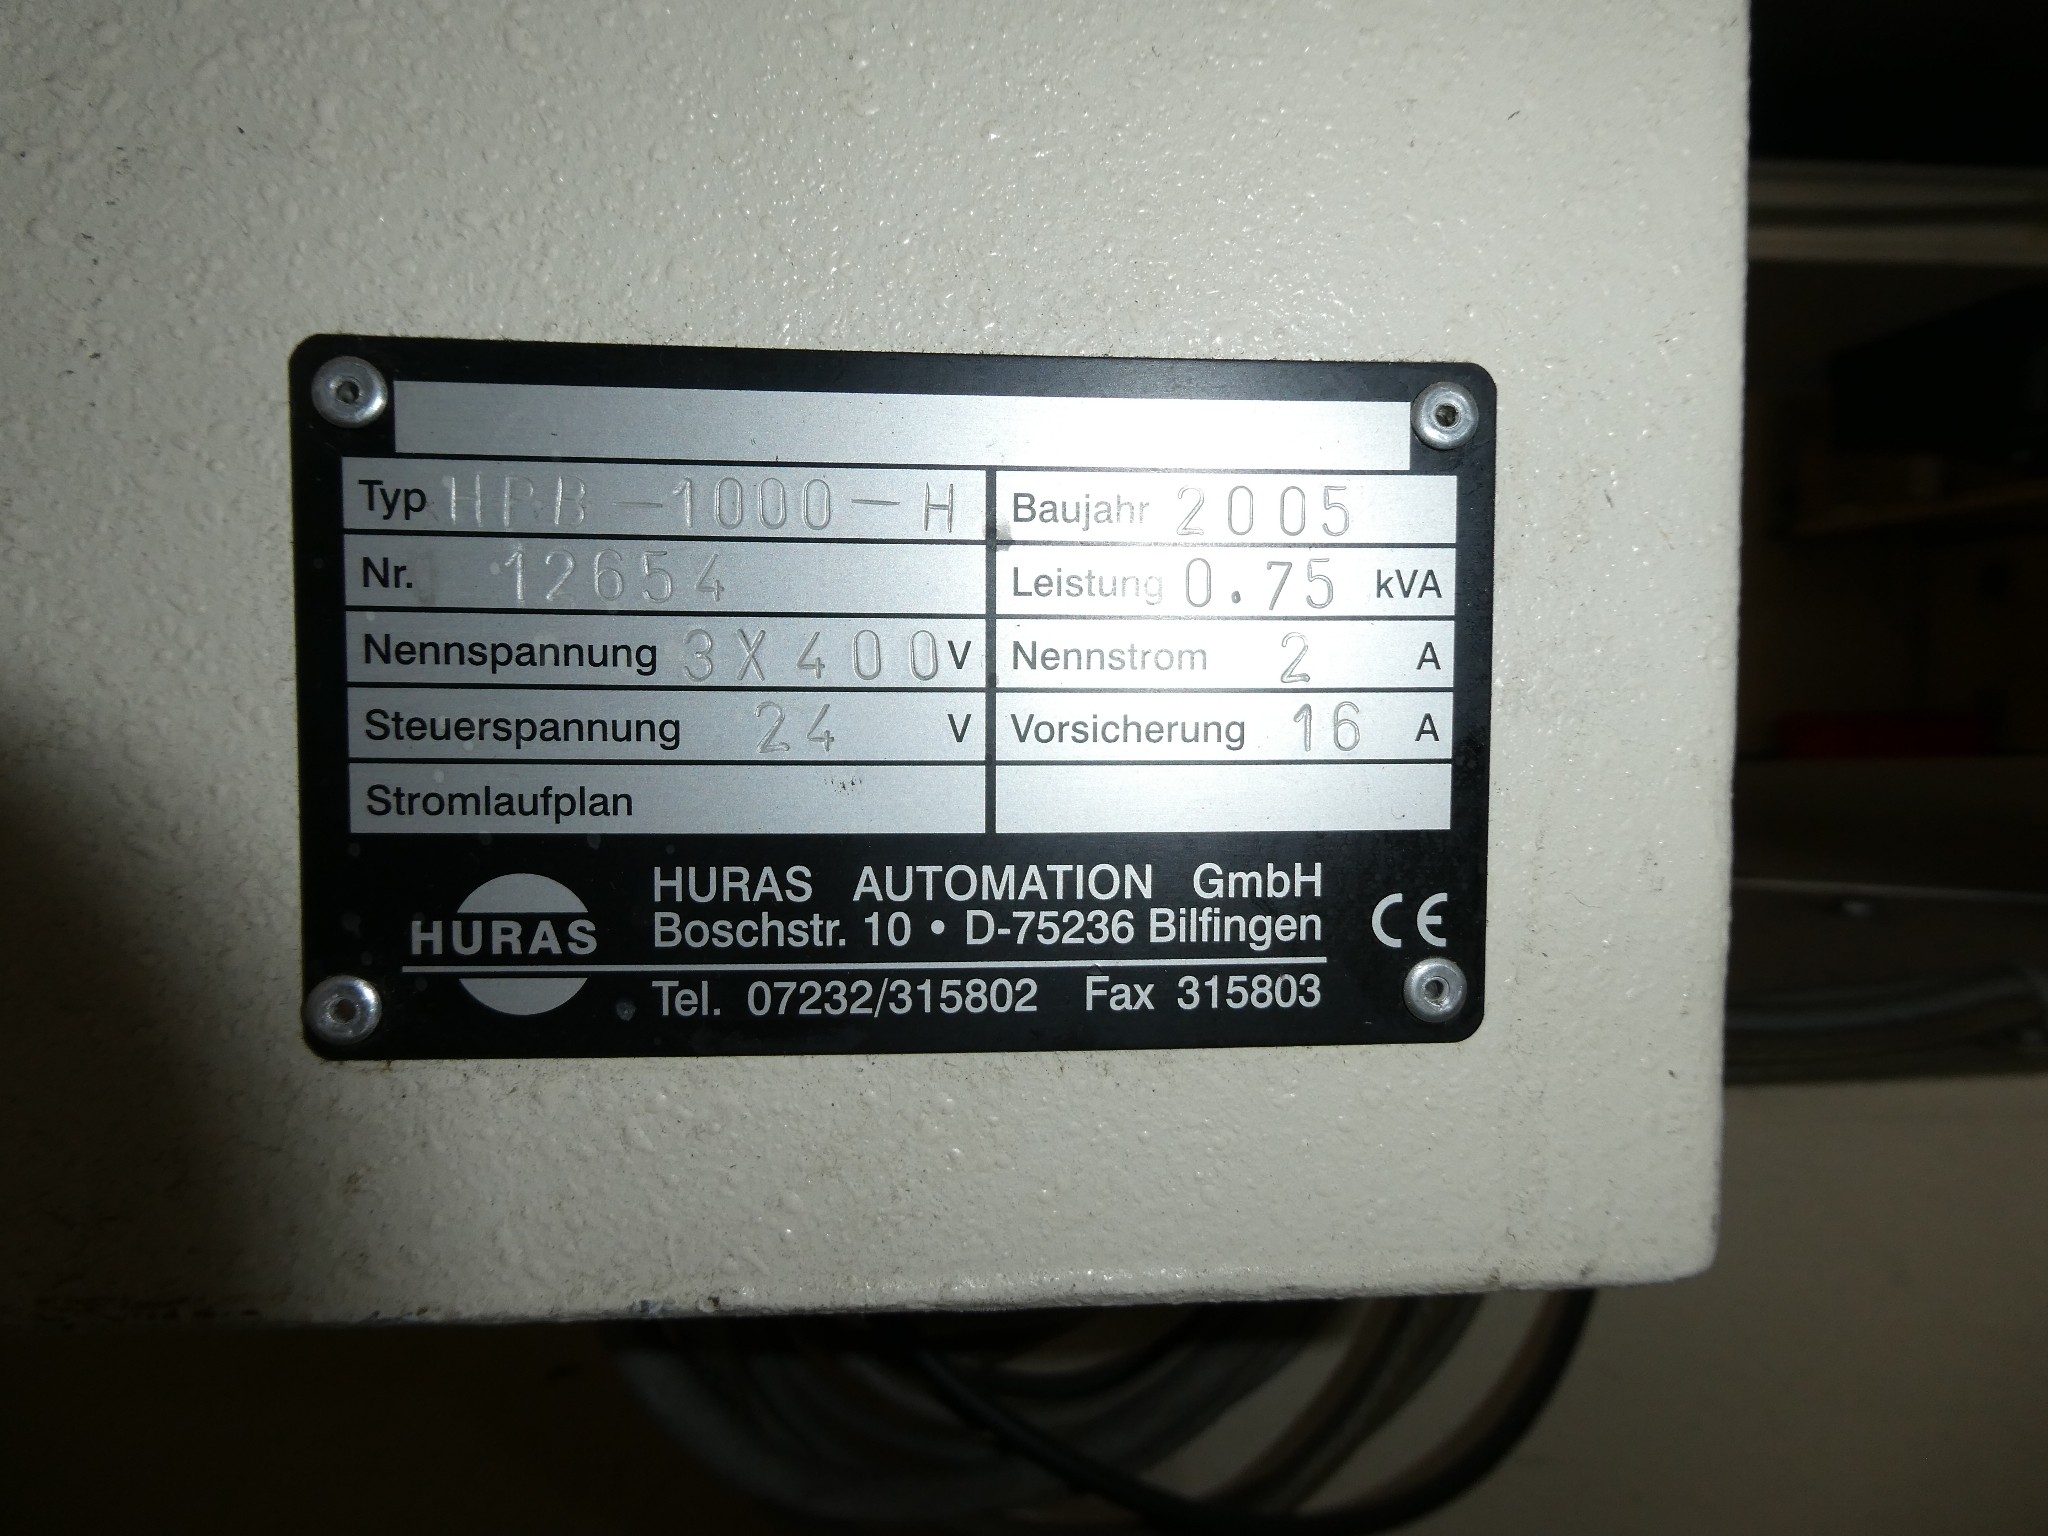 Typ HRB-1000-H Baujahr 2005
Nr. 12654 Leistung 0.75 kVA
Nennspannung 3X400 V Nennstrom 2 A
Steuerspannung 24 V Vorsicherung 16 A
Stromlaufplan
HURAS
HURAS AUTOMATION GmbH
Boschstr. 10 • D-75236 Bilfingen
Tel. 07232/315802 Fax 315803
CE